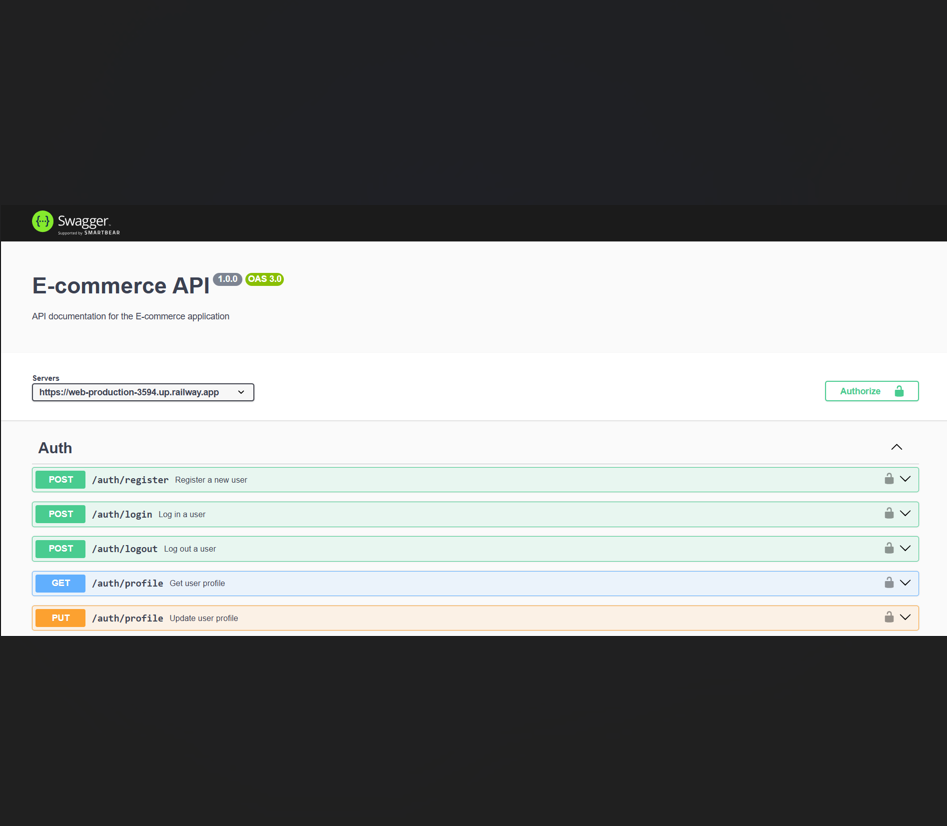 {···} Swagger.
Supported by SMARTBEAR
E-commerce API 1.0.0 OAS 3.0
API documentation for the E-commerce application
Servers
https://web-production-3594.up.railway.app
Authorize
Auth
POST /auth/register Register a new user
POST /auth/login Log in a user
POST /auth/logout Log out a user
GET /auth/profile Get user profile
PUT /auth/profile Update user profile